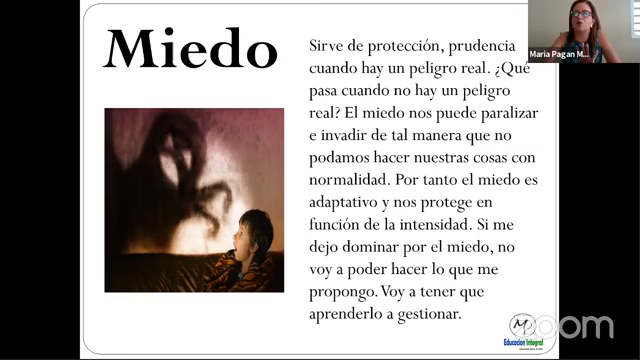 Miedo
Sirve de protección, prudencia
cuando hay un peligro real. ¿Qué
pasa cuando no hay un peligro
real? El miedo nos puede paralizar
e invadir de tal manera que no
podamos hacer nuestras cosas con
normalidad. Por tanto el miedo es
adaptativo y nos protege en
función de la intensidad. Si me
dejo dominar por el miedo, no
voy a poder hacer lo que me
propongo. Voy a tener que
aprenderlo a gestionar.
Maria Pagan M...
zoom
Educacion Integral